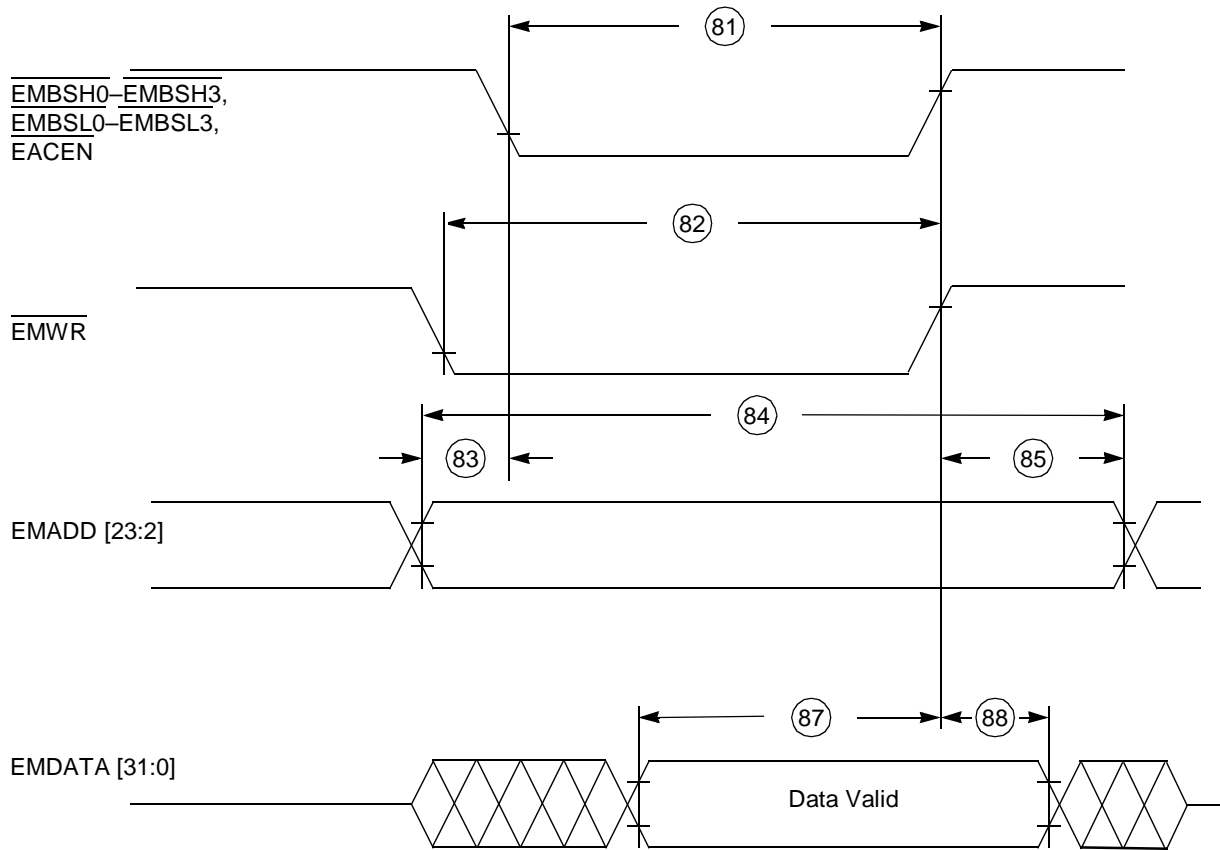 81
EMBSH0–EMBSH3,
EMBSL0–EMBSL3,
EACEN
82
EMWR
84
83
85
EMADD [23:2]
87
88
EMDATA [31:0]
Data Valid